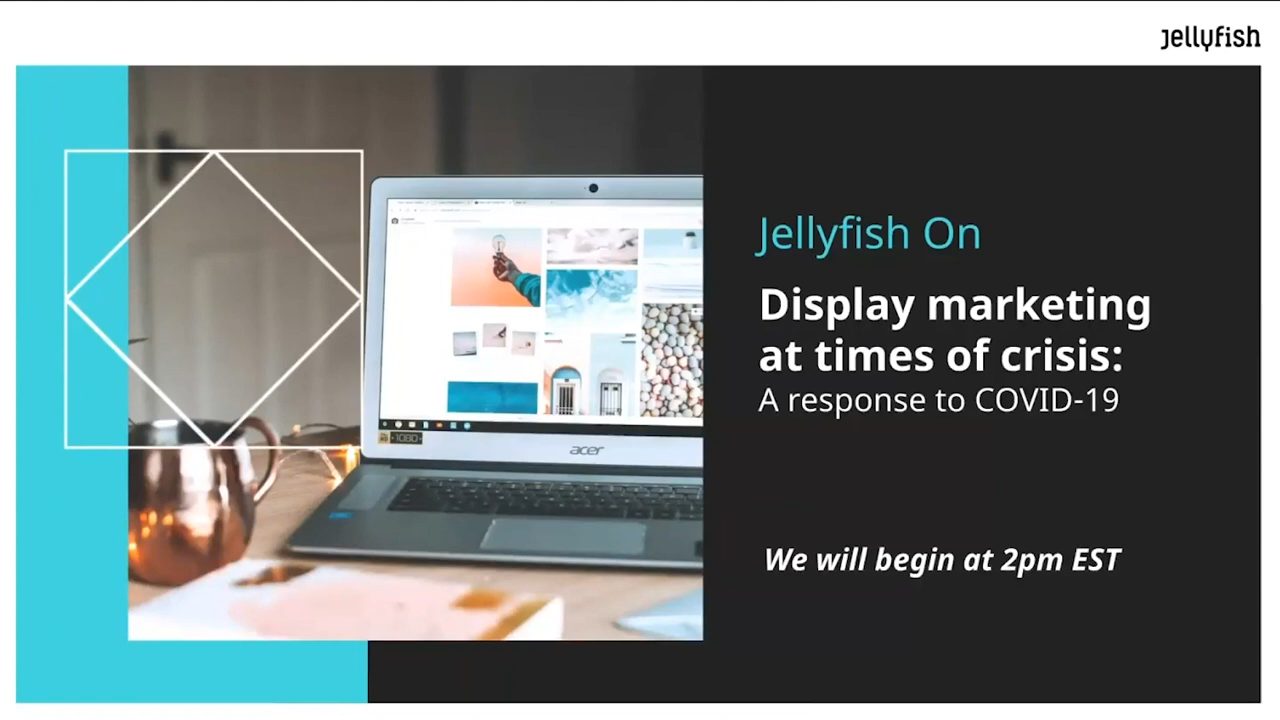 jellyfish
Jellyfish On
Display marketing
at times of crisis:
A response to COVID-19
We will begin at 2pm EST
acer
1080